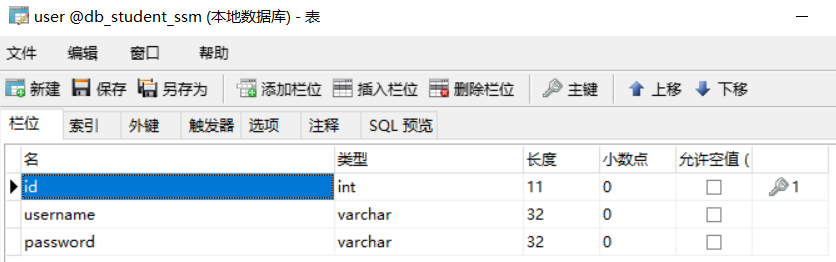 user @db_student_ssm (本地数据库) - 表
文件 编辑 窗口 帮助
新建 保存 另存为 添加栏位 插入栏位 删除栏位 主键 上移 下移
栏位 索引 外键 触发器 选项 注释 SQL 预览
名 类型 长度 小数点 允许空值 (
id int 11 0 1
username varchar 32 0
password varchar 32 0